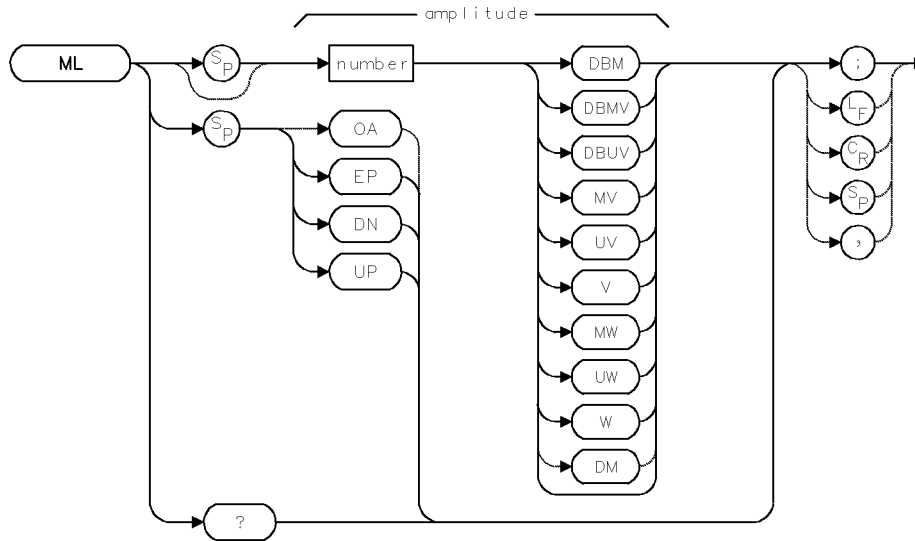 amplitude
ML
SP
number
DBM
;
DBMV
LF
SP
OA
DBUV
CR
EP
MV
SP
DN
UV
,
UP
V
MW
UW
W
DM
?